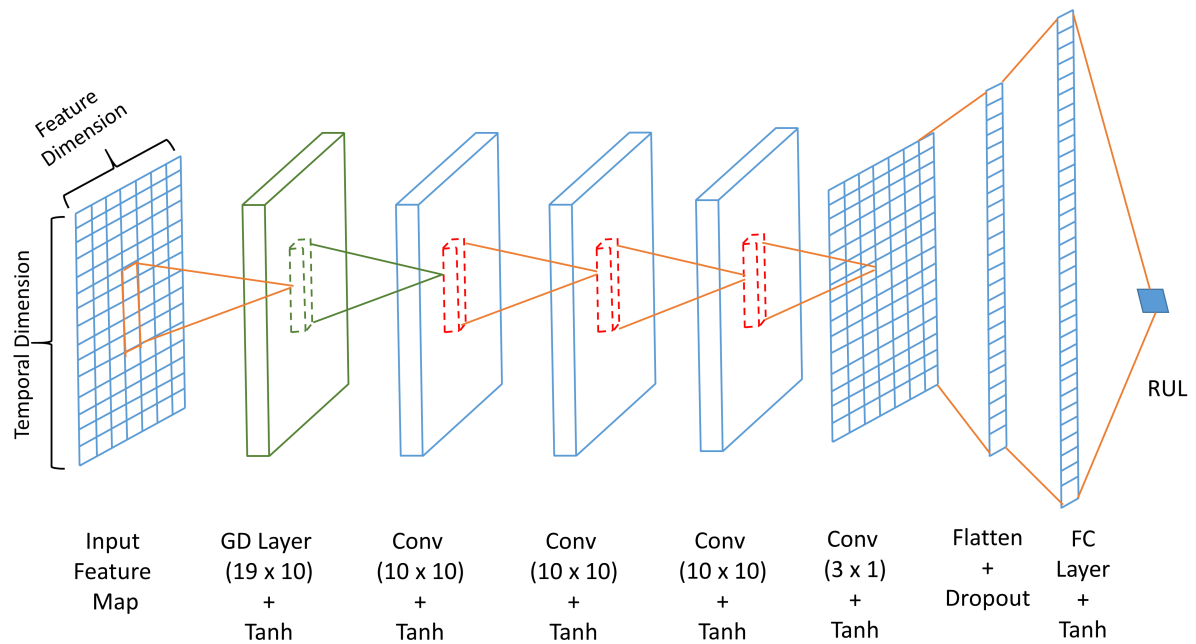 Feature
Dimension
Temporal Dimension
RUL
Input
Feature
Map
GD Layer
(19 x 10)
+
Tanh
Conv
(10 x 10)
+
Tanh
Conv
(10 x 10)
+
Tanh
Conv
(10 x 10)
+
Tanh
Conv
(3 x 1)
+
Tanh
Flatten
+
Dropout
FC
Layer
+
Tanh